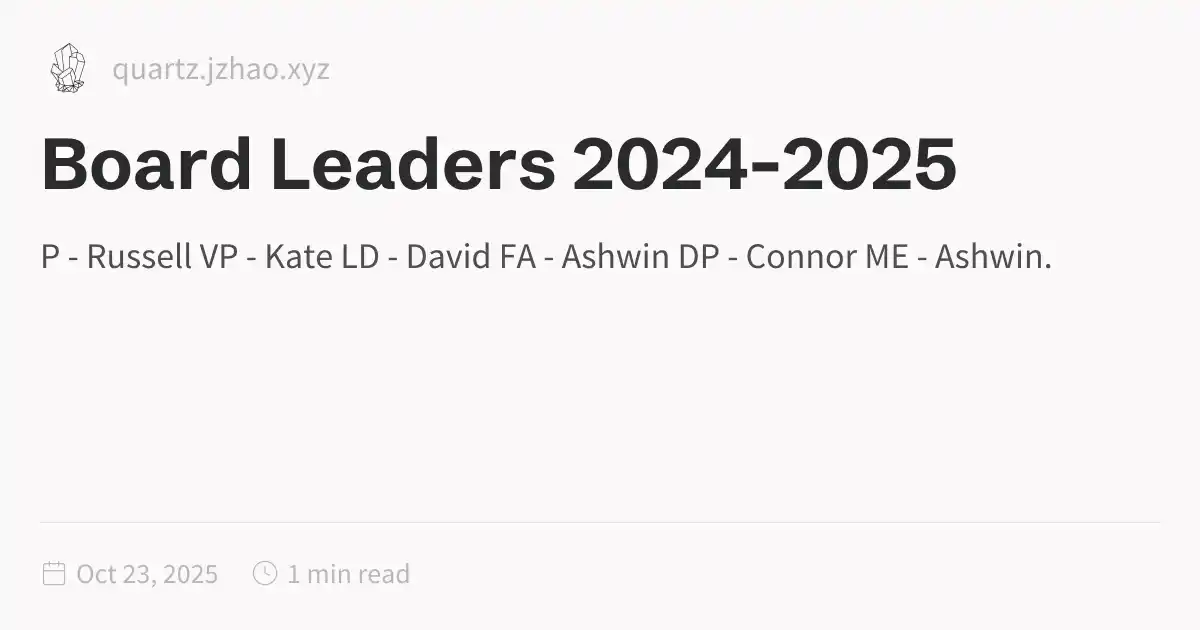 quartz.jzhao.xyz
Board Leaders 2024-2025
P - Russell VP - Kate LD - David FA - Ashwin DP - Connor ME - Ashwin.
Oct 23, 2025 1 min read